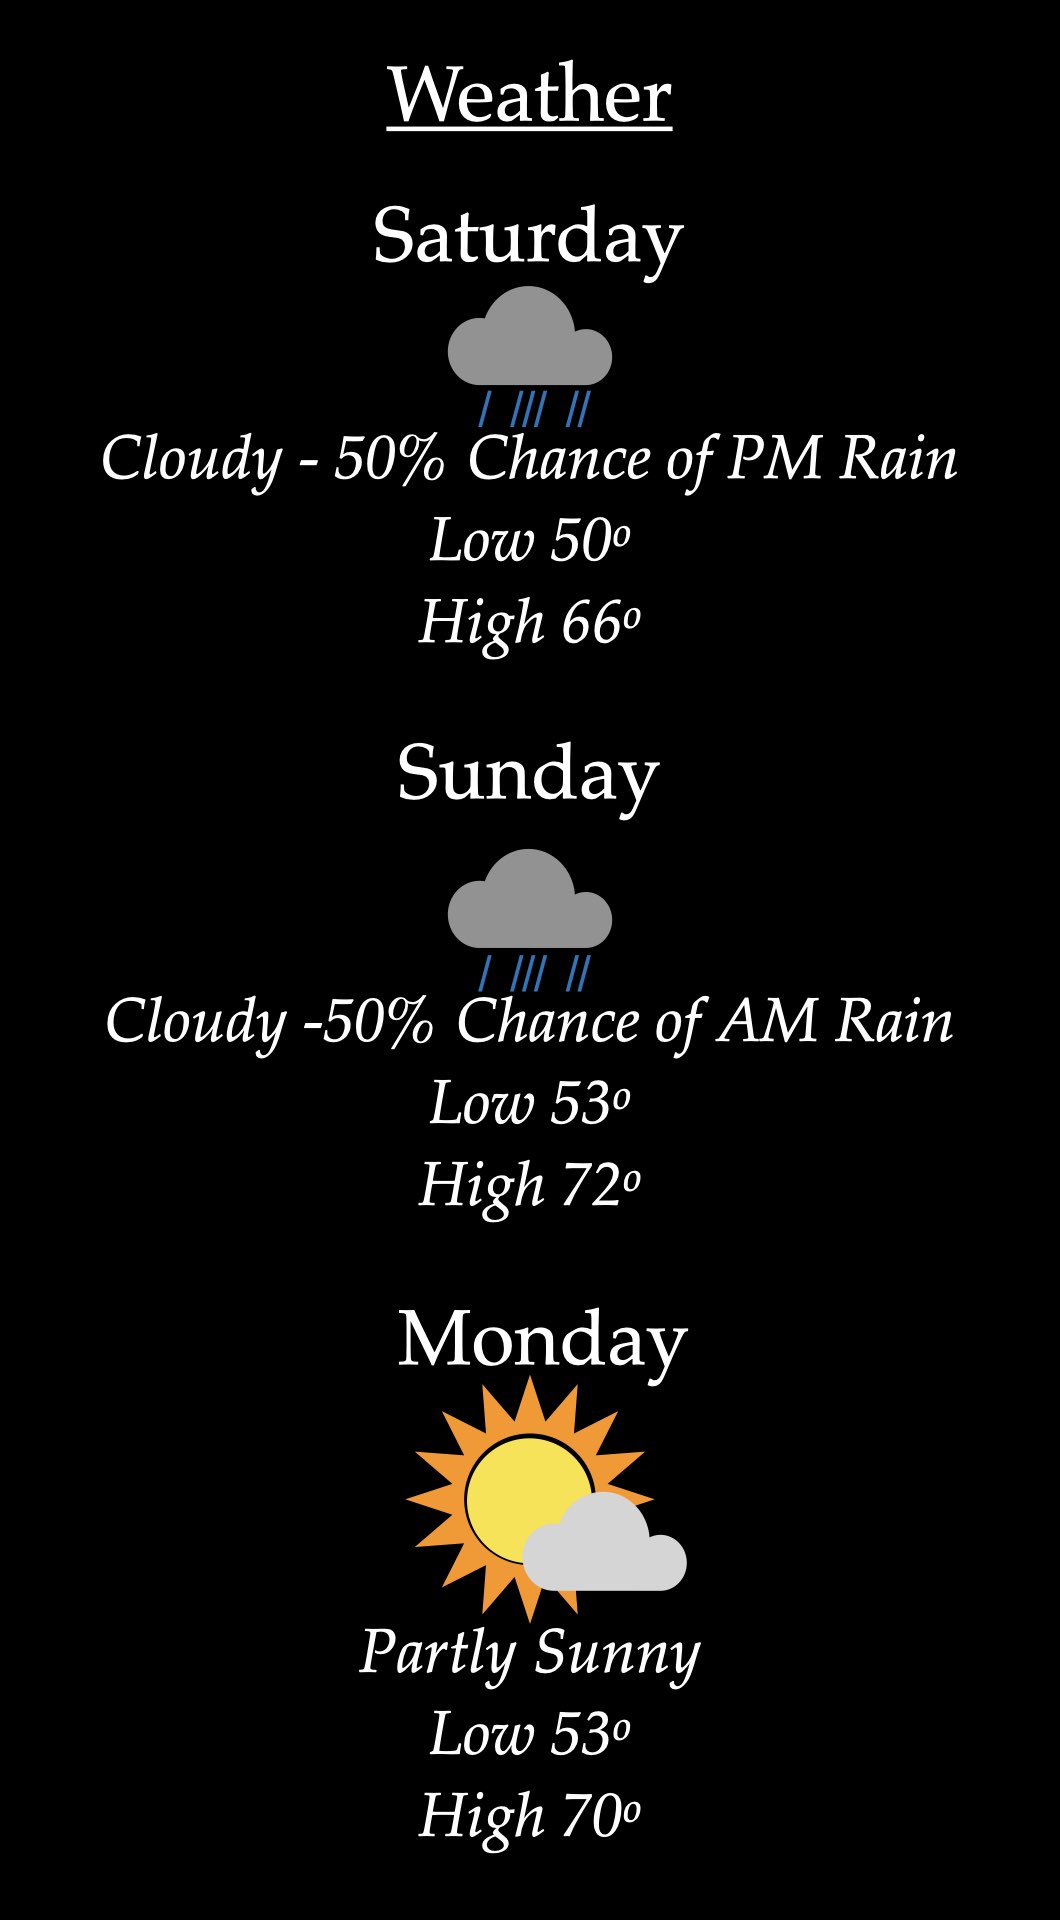 Weather
Saturday
Cloudy - 50% Chance of PM Rain
Low 50º
High 66º
Sunday
Cloudy -50% Chance of AM Rain
Low 53º
High 72º
Monday
Partly Sunny
Low 53º
High 70º